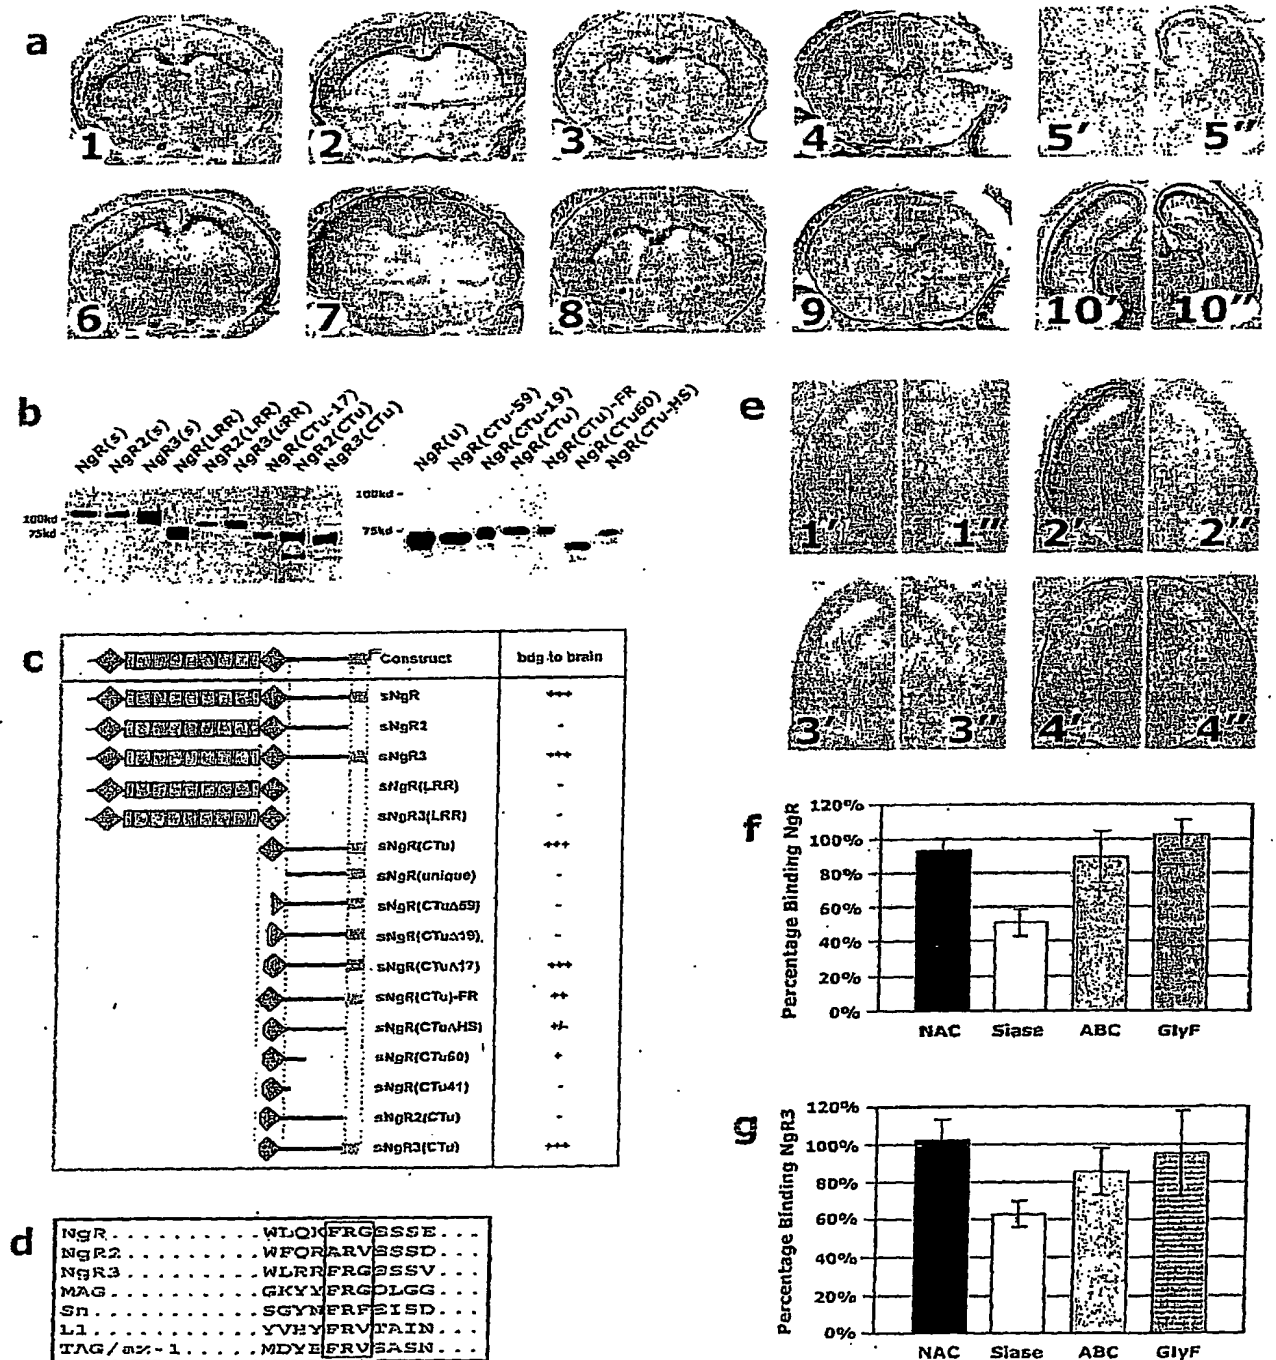 a
1 2 3 4 5' 5"
6 7 8 9 10' 10"
b
NgR(s)
NgR2(s)
NgR3(s)
NgR(LRR)
NgR2(LRR)
NgR3(LRR)
NgR(CTu-17)
NgR2(CTu)
NgR3(CTu)
100kd
75kd
NgR(u)
NgR(CTu-59)
NgR(CTu-19)
NgR(CTu)
NgR(CTu)-FR
NgR(CTu60)
NgR(CTu-HS)
100kd
75kd
c
Construct bdg to brain
sNgR +++
sNgR2 -
sNgR3 +++
sNgR(LRR) -
sNgR3(LRR) -
sNgR(CTu) +++
sNgR(unique) -
sNgR(CTuΔ59) -
sNgR(CTuΔ19) -
sNgR(CTuΔ17) +++
sNgR(CTu)-FR ++
sNgR(CTuΔHS) +/-
sNgR(CTu60) +
sNgR(CTu41) -
sNgR2(CTu) -
sNgR3(CTu) +++
d
NgR..........WLQKFRGSSSE...
NgR2.........WFQRARVSSSD...
NgR3.........WLRRFRGSSSV...
MAG..........GKYYFRGDLGG...
Sn...........SGYNFRFEISD...
L1...........YVHYFRVTAIN...
TAG/ax-1.....MDYEFRVSASN...
e
1' 1" 2' 2"
3' 3" 4' 4"
f
Percentage Binding NgR
120%
100%
80%
60%
40%
20%
0%
NAC Siase ABC GlyF
g
Percentage Binding NgR3
120%
100%
80%
60%
40%
20%
0%
NAC Siase ABC GlyF